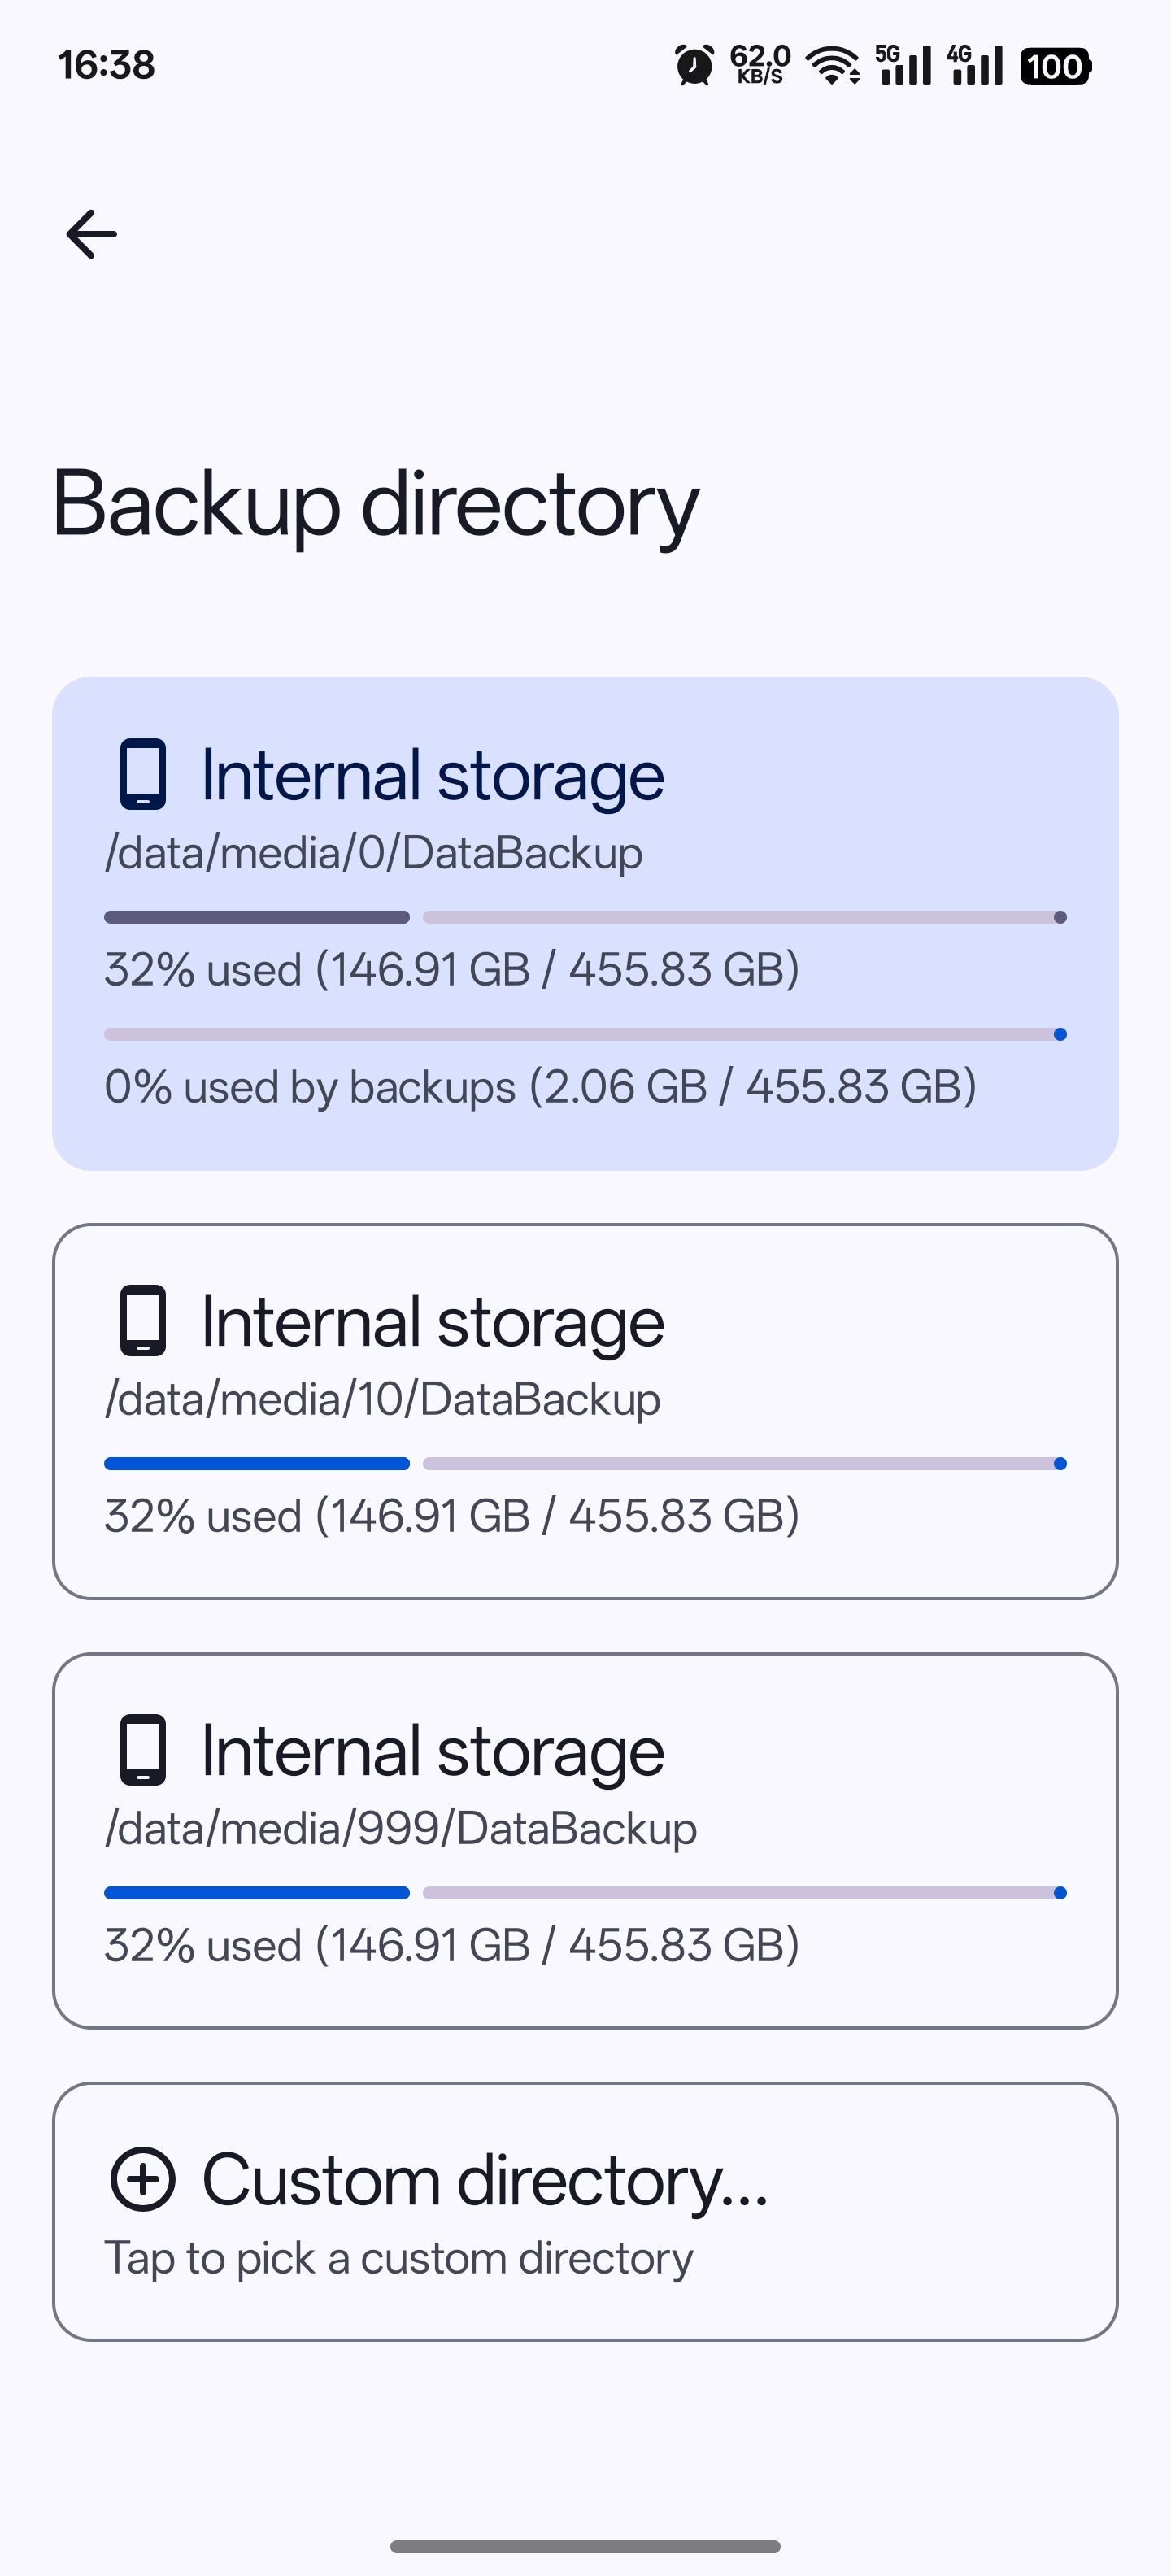 16:38
62.0
KB/S
5G
4G
100
Backup directory
Internal storage
/data/media/0/DataBackup
32% used (146.91 GB / 455.83 GB)
0% used by backups (2.06 GB / 455.83 GB)
Internal storage
/data/media/10/DataBackup
32% used (146.91 GB / 455.83 GB)
Internal storage
/data/media/999/DataBackup
32% used (146.91 GB / 455.83 GB)
Custom directory...
Tap to pick a custom directory